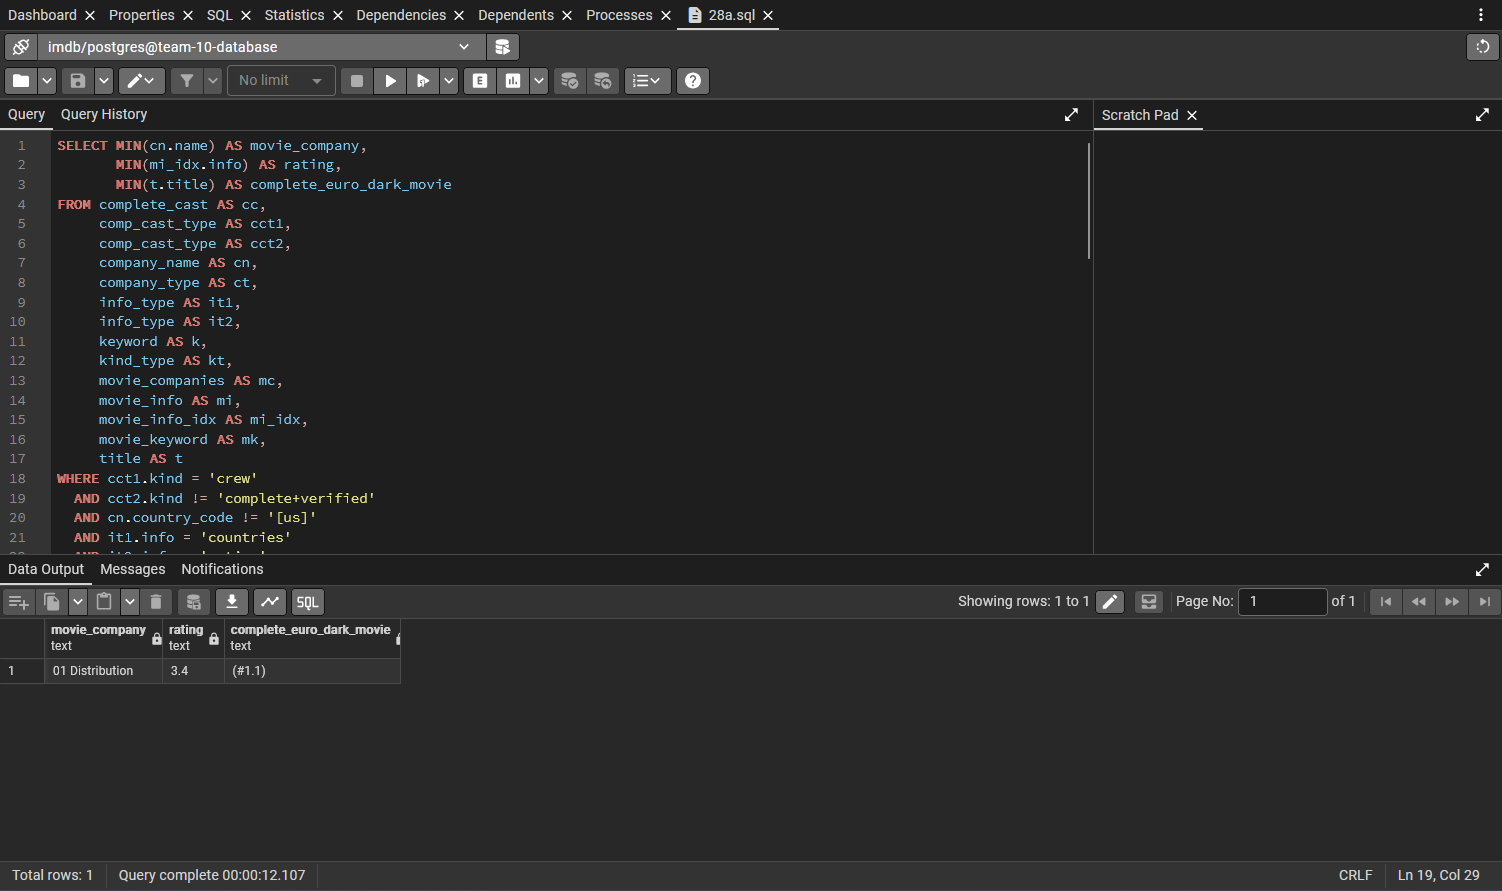 Dashboard Properties SQL Statistics Dependencies Dependents Processes 28a.sql
imdb/postgres@team-10-database
No limit E
Query Query History Scratch Pad
1 SELECT MIN(cn.name) AS movie_company,
2 MIN(mi_idx.info) AS rating,
3 MIN(t.title) AS complete_euro_dark_movie
4 FROM complete_cast AS cc,
5 comp_cast_type AS cct1,
6 comp_cast_type AS cct2,
7 company_name AS cn,
8 company_type AS ct,
9 info_type AS it1,
10 info_type AS it2,
11 keyword AS k,
12 kind_type AS kt,
13 movie_companies AS mc,
14 movie_info AS mi,
15 movie_info_idx AS mi_idx,
16 movie_keyword AS mk,
17 title AS t
18 WHERE cct1.kind = 'crew'
19 AND cct2.kind != 'complete+verified'
20 AND cn.country_code != '[us]'
21 AND it1.info = 'countries'
Data Output Messages Notifications
SQL Showing rows: 1 to 1 Page No: 1 of 1
movie_company rating complete_euro_dark_movie
text text text
1 01 Distribution 3.4 (#1.1)
Total rows: 1 Query complete 00:00:12.107 CRLF Ln 19, Col 29